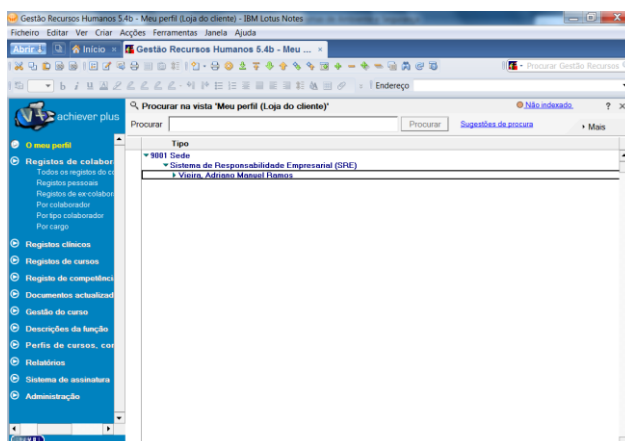 Gestão Recursos Humanos 5.4b - Meu perfil (Loja do cliente) - IBM Lotus Notes
Ficheiro Editar Ver Criar Acções Ferramentas Janela Ajuda
Abrir Início × Gestão Recursos Humanos 5.4b - Meu ... ×
Procurar Gestão Recursos
b i u Endereço
achiever plus
Procurar na vista 'Meu perfil (Loja do cliente)' Não indexado ? ×
Procurar Procurar Sugestões de procura Mais
Tipo
9001 Sede
Sistema de Responsabilidade Empresarial (SRE)
Vieira, Adriano Manuel Ramos
O meu perfil
Registos de colabor
Todos os registos do co
Registos pessoais
Registos de ex-colabor
Por colaborador
Por tipo colaborador
Por cargo
Registos clínicos
Registos de cursos
Registo de competênci
Documentos actualizad
Gestão do curso
Descrições da função
Perfis de cursos, cor
Relatórios
Sistema de assinatura
Administração